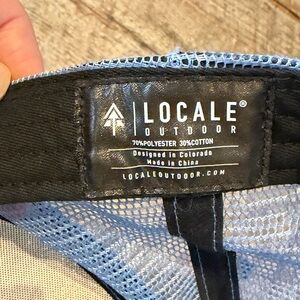 LOCALE®
OUTDOOR
70%POLYESTER 30%COTTON
Designed in Colorado
Made in China
LOCALEOUTDOOR.COM